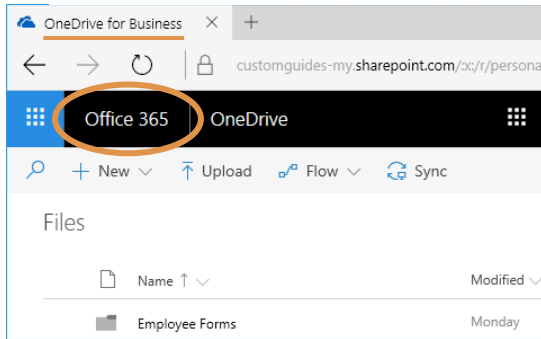 OneDrive for Business
customguides-my.sharepoint.com/:x:/r/persona
Office 365 OneDrive
New Upload Flow Sync
Files
Name Modified
Employee Forms Monday